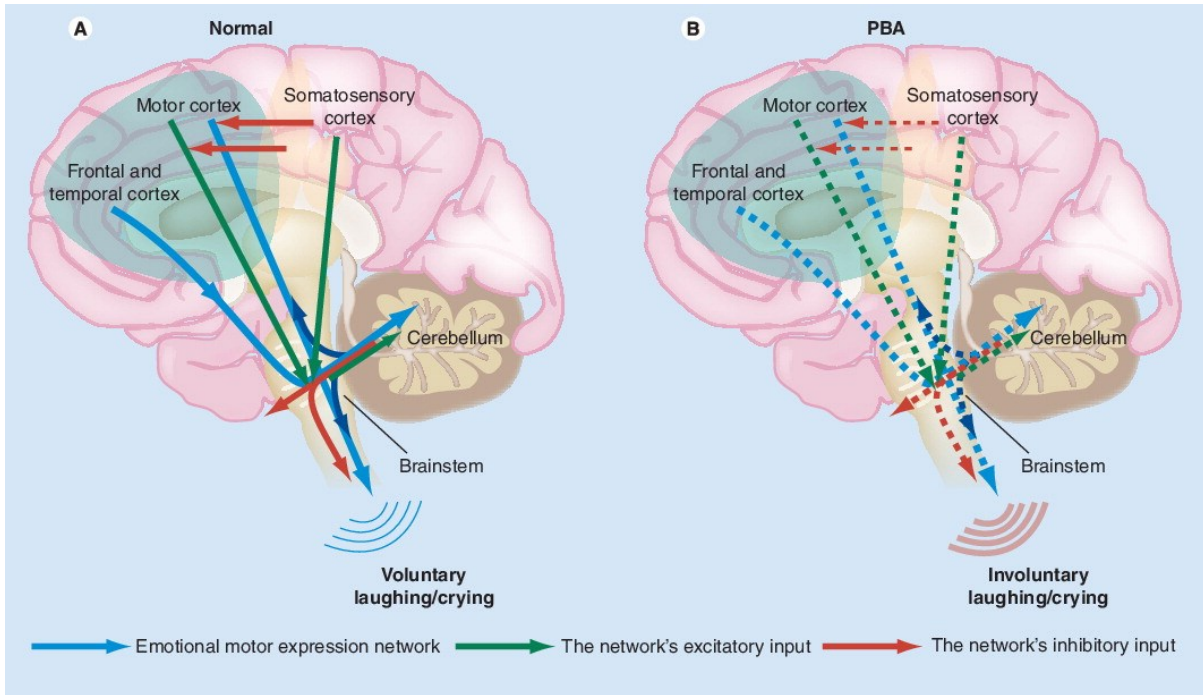 A
Normal
Motor cortex
Somatosensory
cortex
Frontal and
temporal cortex
Cerebellum
Brainstem
Voluntary
laughing/crying
B
PBA
Motor cortex
Somatosensory
cortex
Frontal and
temporal cortex
Cerebellum
Brainstem
Involuntary
laughing/crying
Emotional motor expression network
The network's excitatory input
The network's inhibitory input